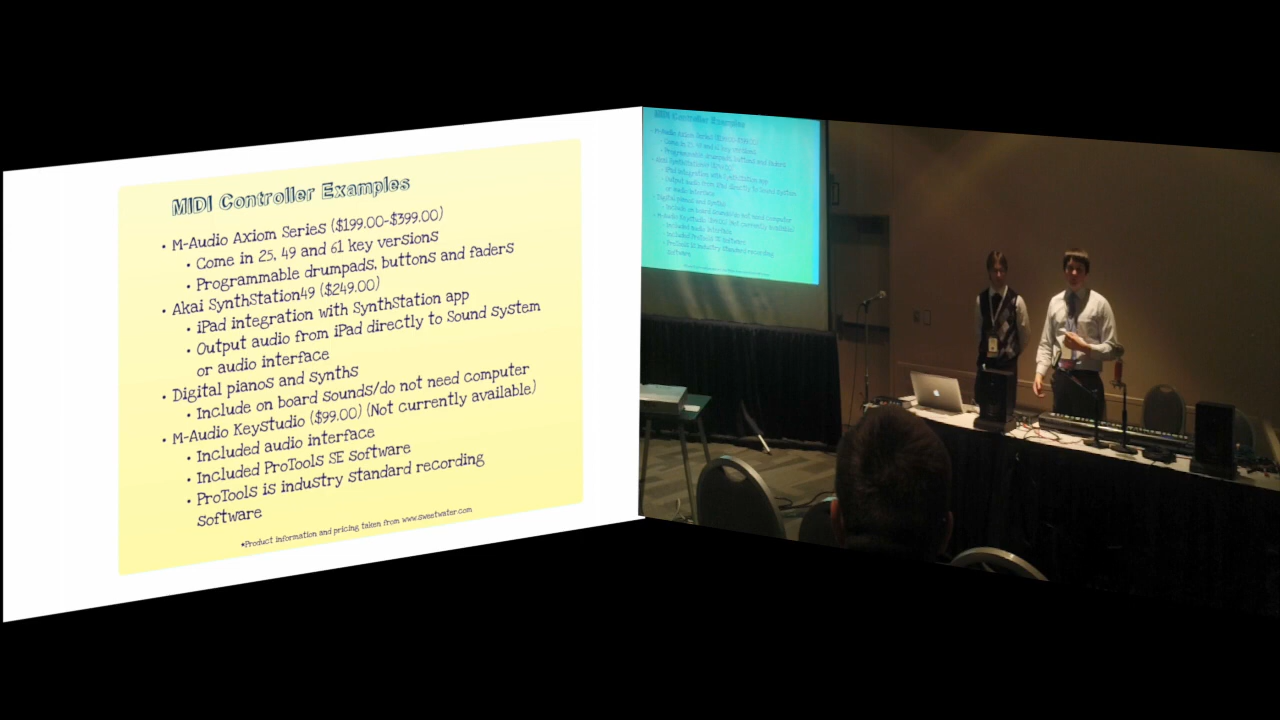 MIDI Controller Examples
• M-Audio Axiom Series ($199.00-$399.00)
• Come in 25, 49 and 61 key versions
• Programmable drumpads, buttons and faders
• Akai SynthStation49 ($249.00)
• iPad integration with SynthStation app
• Output audio from iPad directly to Sound system
or audio interface
• Digital pianos and synths
• Include on board sounds/do not need computer
• M-Audio Keystudio ($99.00) (Not currently available)
• Included audio interface
• Included ProTools SE software
• ProTools is industry standard recording
software
*Product information and pricing taken from www.sweetwater.com
MIDI Controller Examples